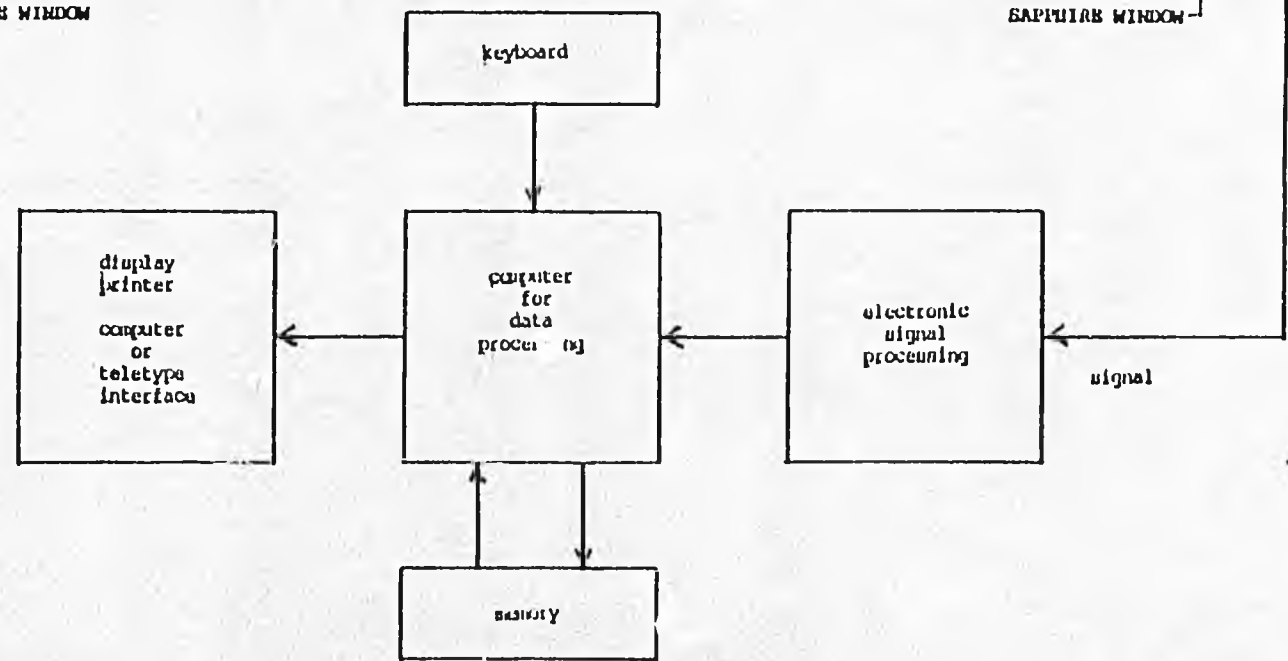 WINDOW
SAPPHIRE WINDOW
keyboard
display
printer
computer
or
teletype
interface
computer
for
data
electronic
signal
processing
signal
memory